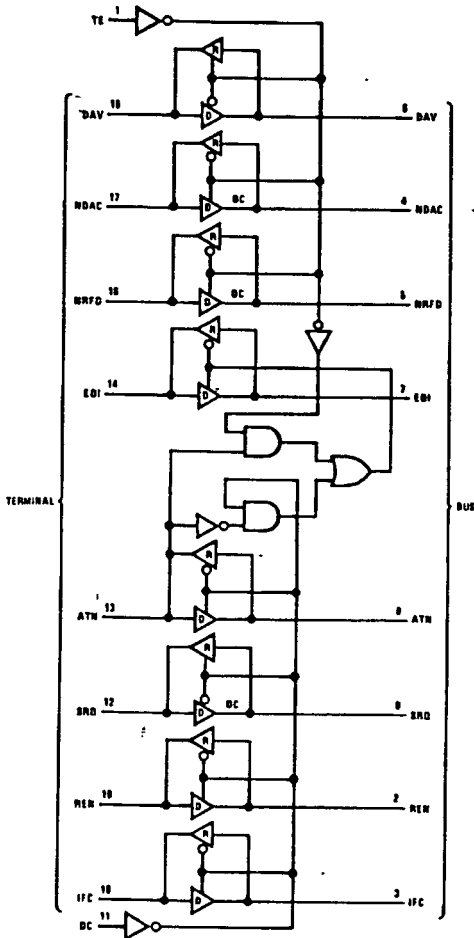 TE 1
R
DAV 15 D 6 DAV
R
NDAC 17 D OC 4 NDAC
R
NRFD 16 D OC 5 NRFD
R
EOI 14 D 7 EOI
TERMINAL
BUS
R
ATN 13 D 8 ATN
R
SRQ 12 D OC 9 SRQ
R
REN 19 D 2 REN
R
IFC 18 D 3 IFC
DC 11